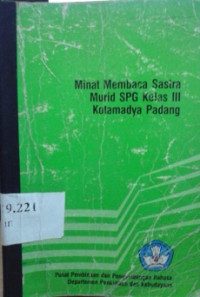 Minat Membaca Sastra
Murid SPG Kelas III
Kotamadya Padang
9.221
Pusat Pembinaan dan Pengembangan Bahasa
Departemen Pendidikan dan Kebudayaan